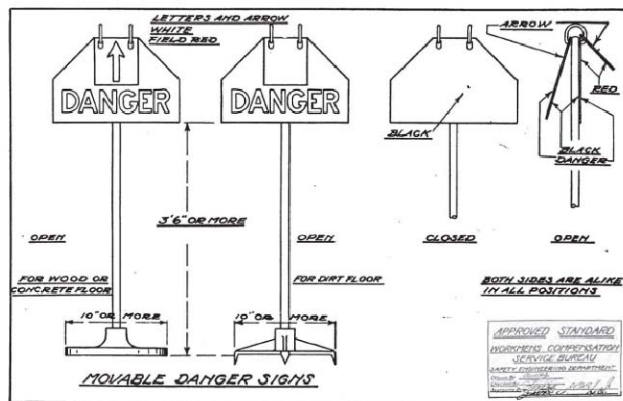 LETTERS AND ARROW
WHITE
FIELD RED
DANGER
DANGER
ARROW
RED
BLACK
BLACK
DANGER
3'6" OR MORE
OPEN
OPEN
CLOSED
OPEN
FOR WOOD OR
CONCRETE FLOOR
FOR DIRT FLOOR
BOTH SIDES ARE ALIKE
IN ALL POSITIONS
10" OR MORE
10" OR MORE
MOVABLE DANGER SIGNS
APPROVED STANDARD
WORKMENS COMPENSATION
SERVICE BUREAU
SAFETY ENGINEERING DEPARTMENT